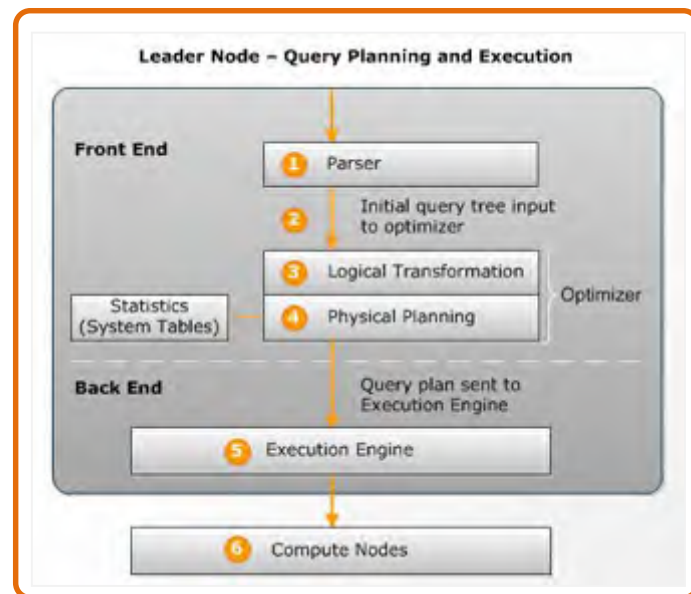 Leader Node – Query Planning and Execution
Front End
1 Parser
2 Initial query tree input
to optimizer
3 Logical Transformation
Optimizer
Statistics
(System Tables)
4 Physical Planning
Back End
Query plan sent to
Execution Engine
5 Execution Engine
6 Compute Nodes